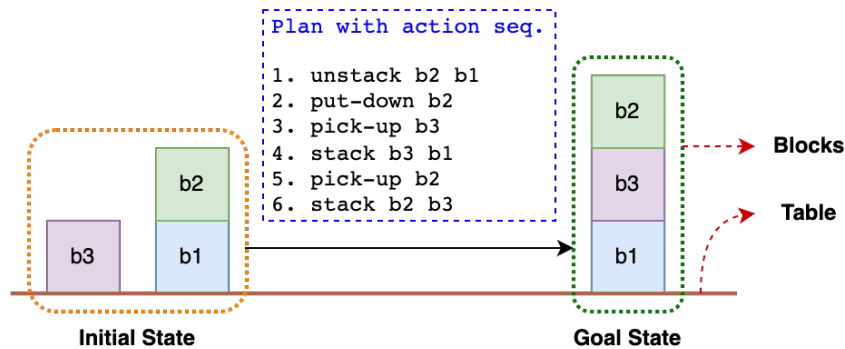 Plan with action seq.
1. unstack b2 b1
2. put-down b2
3. pick-up b3
4. stack b3 b1
5. pick-up b2
6. stack b2 b3
b2
b3
b1
b2
b3
b1
Blocks
Table
Initial State
Goal State